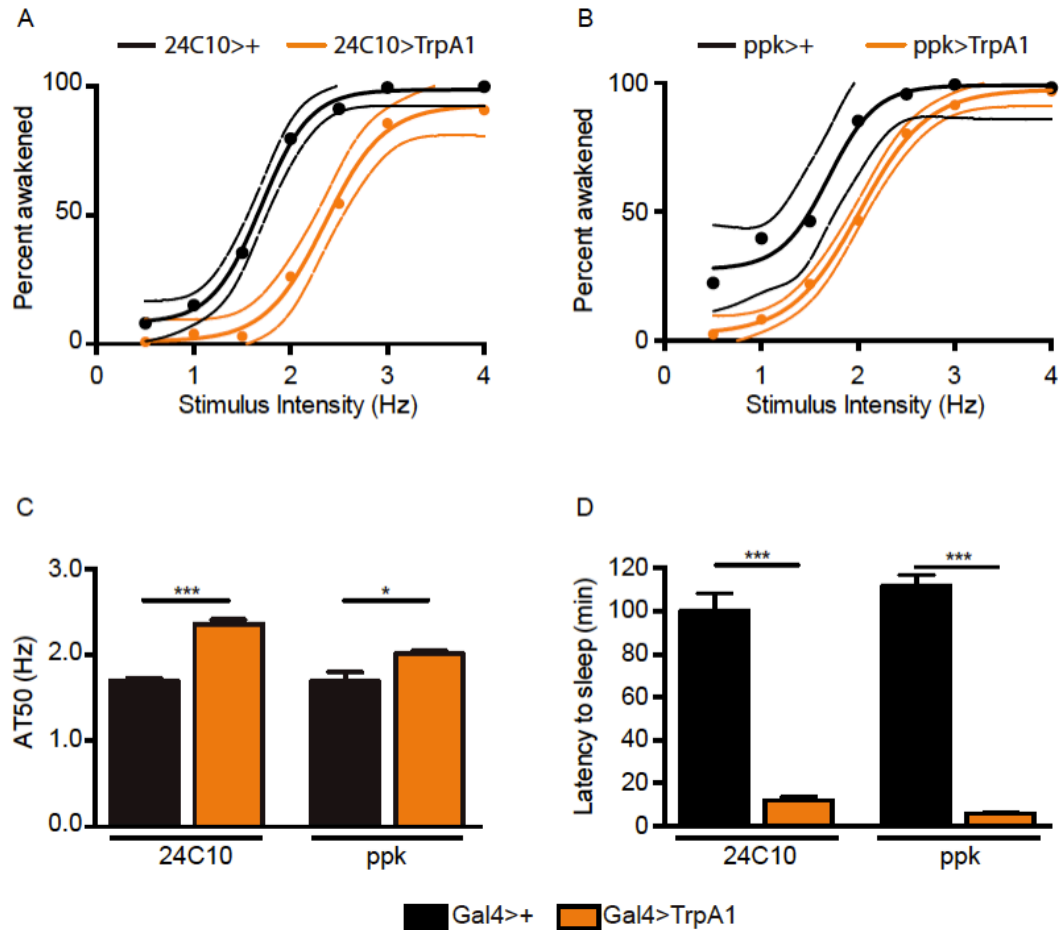 A
24C10>+ 24C10>TrpA1
Percent awakened
100
50
0
0 1 2 3 4
Stimulus Intensity (Hz)
B
ppk>+ ppk>TrpA1
Percent awakened
100
50
0
0 1 2 3 4
Stimulus Intensity (Hz)
C
AT50 (Hz)
3.0
2.0
1.0
0.0
*** *
24C10 ppk
D
Latency to sleep (min)
120
100
80
60
40
20
0
*** ***
24C10 ppk
Gal4>+ Gal4>TrpA1